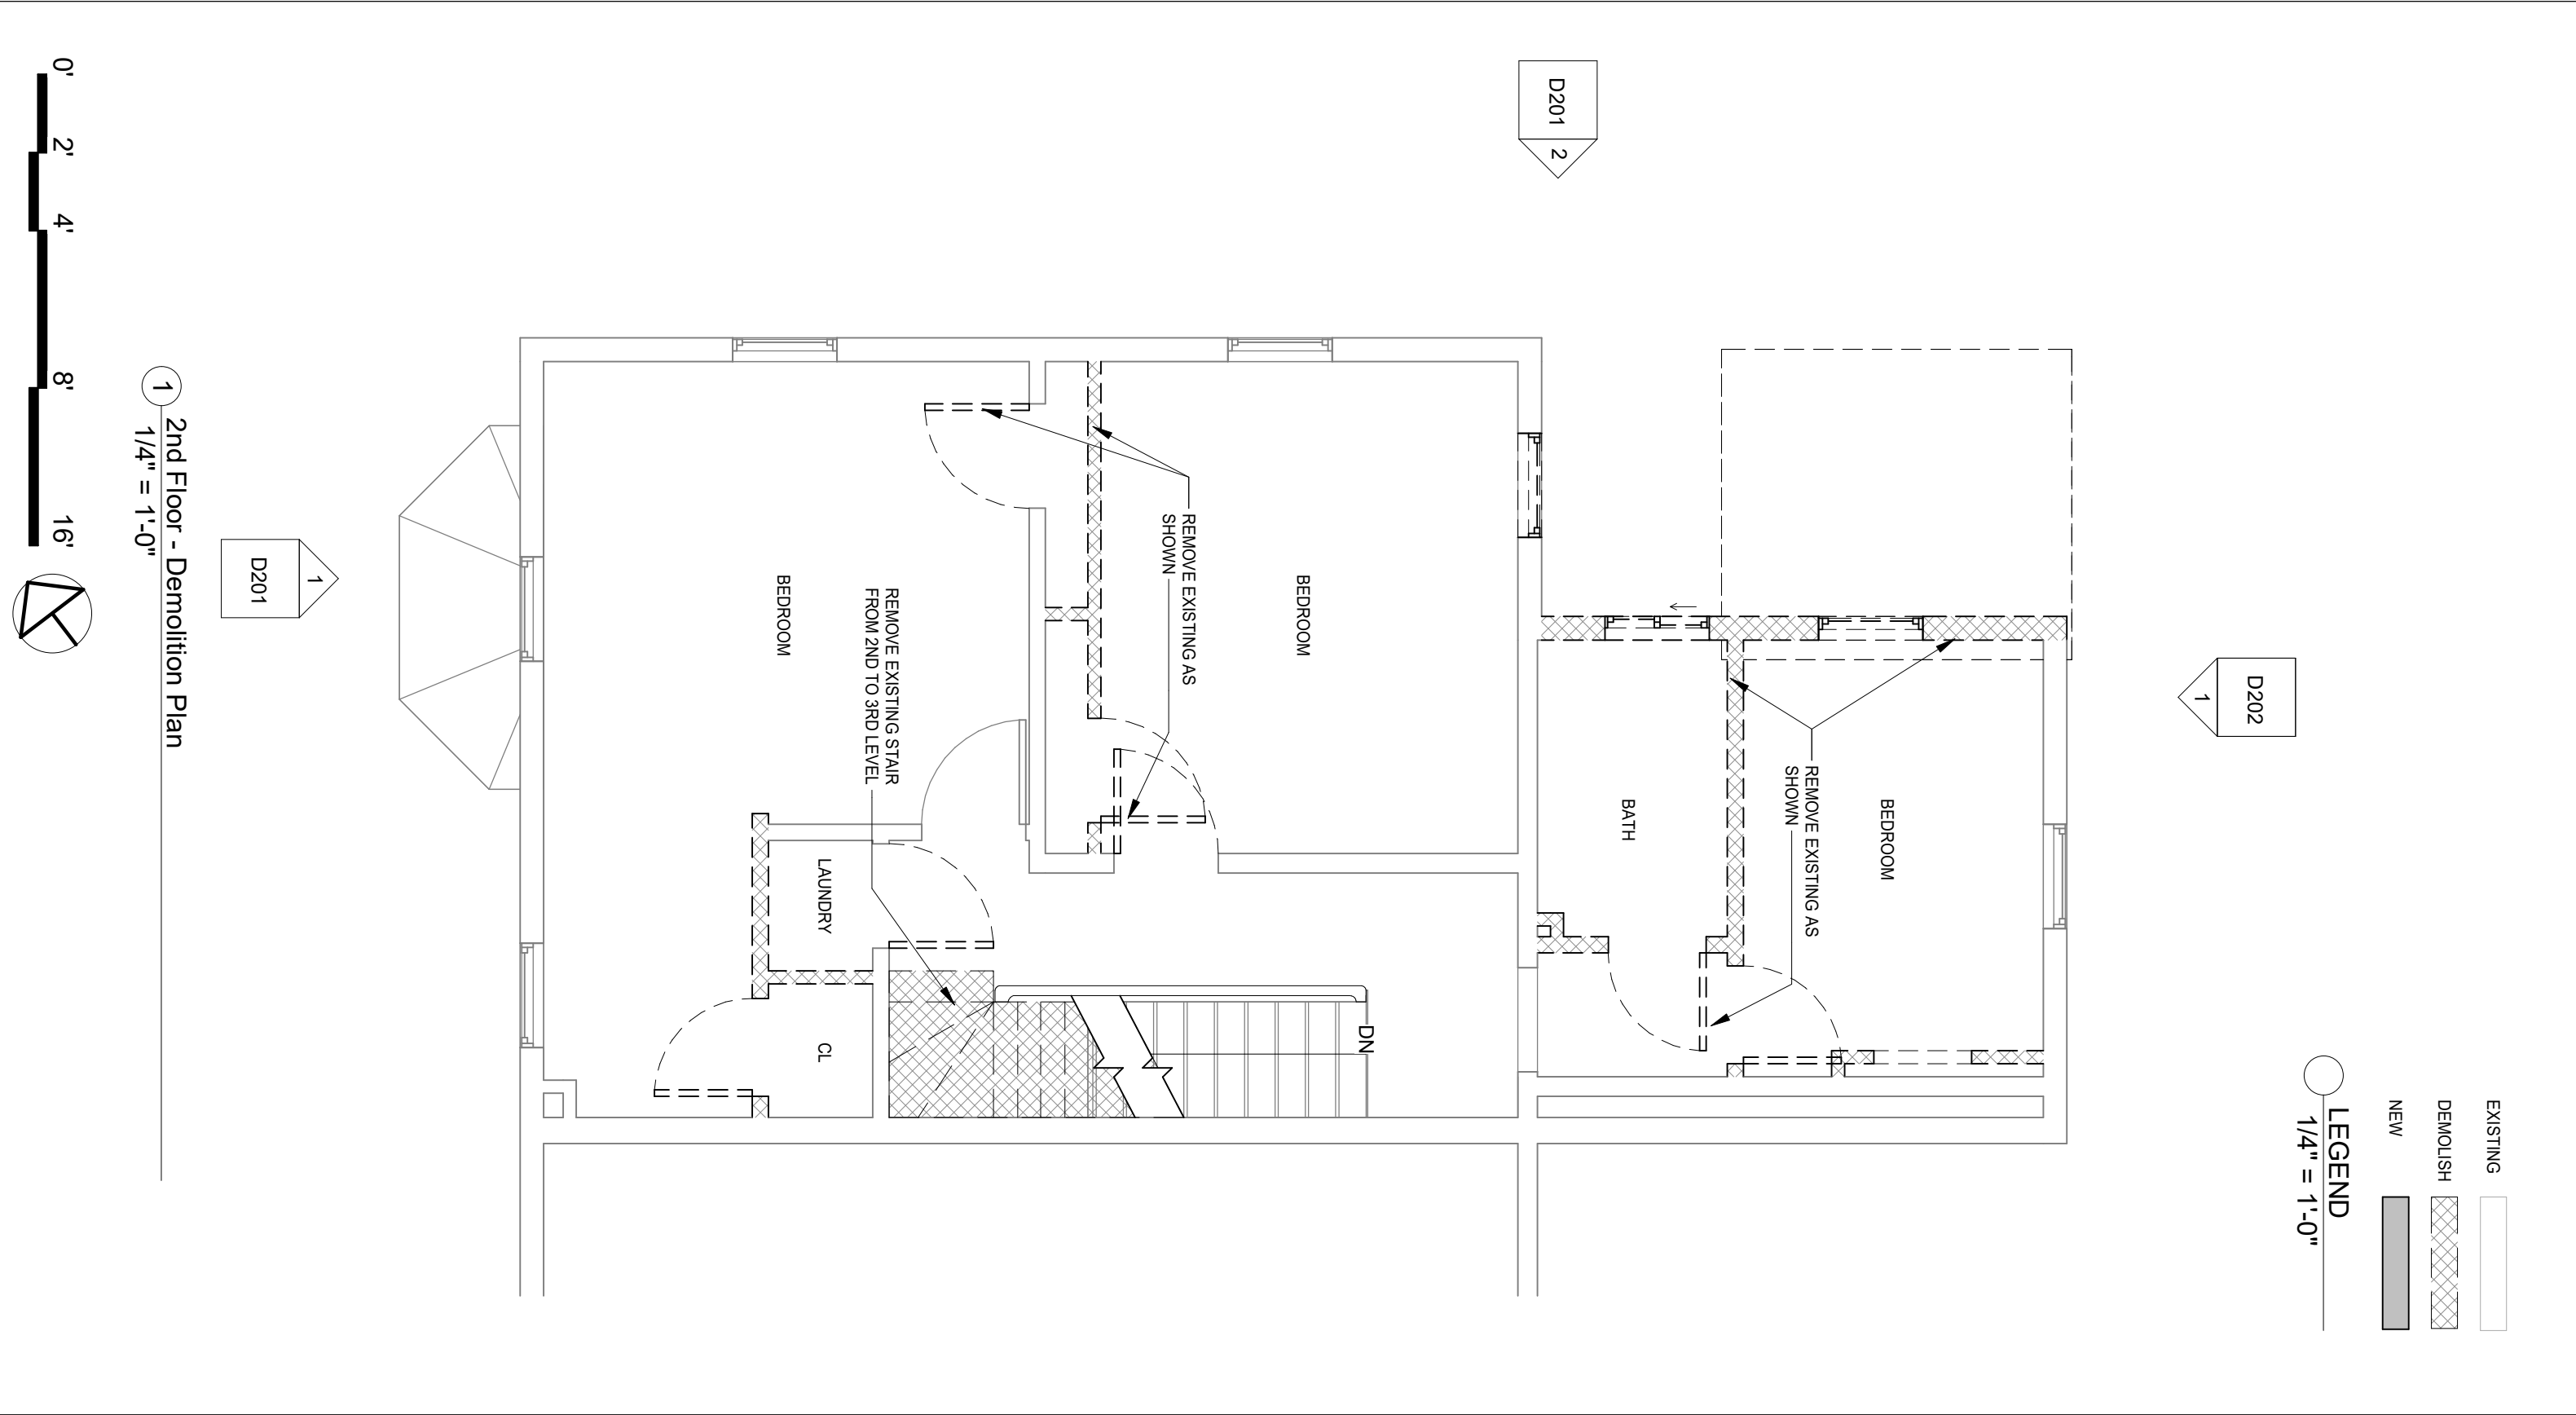 EXISTING
DEMOLISH
NEW
LEGEND
1/4" = 1'-0"
D202
1
D201
2
BEDROOM
REMOVE EXISTING AS
SHOWN
BATH
DN
BEDROOM
REMOVE EXISTING AS
SHOWN
REMOVE EXISTING STAIR
FROM 2ND TO 3RD LEVEL
LAUNDRY
CL
BEDROOM
1
D201
1
2nd Floor - Demolition Plan
1/4" = 1'-0"
0' 2' 4' 8' 16'